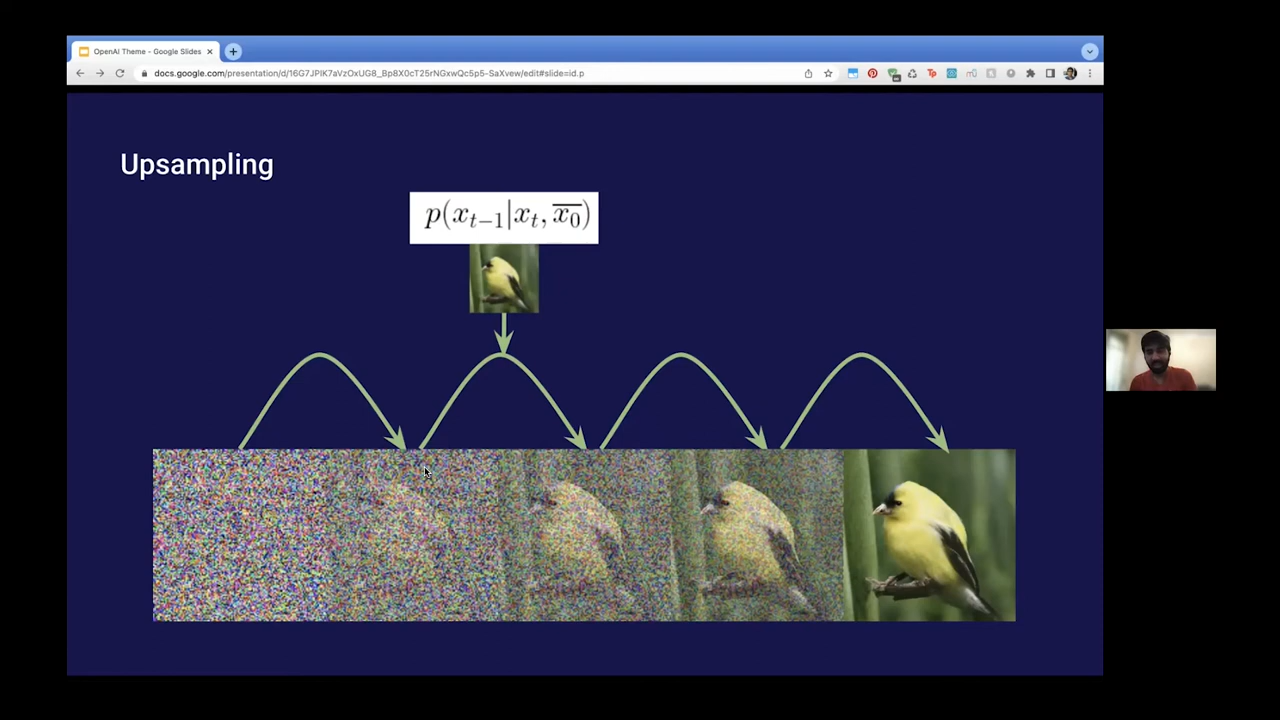 OpenAI Theme - Google Slides
docs.google.com/presentation/d/16G7JPIK7aVzOxUG8_Bp8X0cT25rNGxwQc5p5-SaXvew/edit#slide=id.p
Upsampling
p(x_{t-1}|x_t, \overline{x_0})